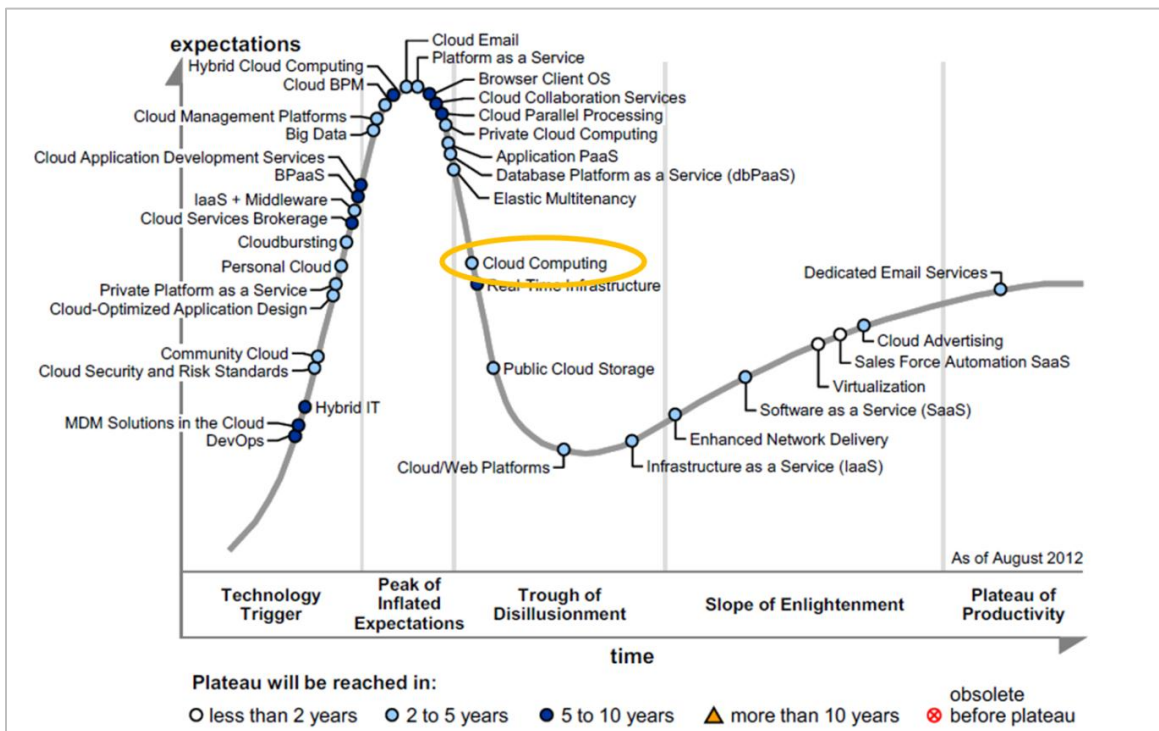 expectations
Cloud Email
Platform as a Service
Hybrid Cloud Computing
Cloud BPM
Browser Client OS
Cloud Collaboration Services
Cloud Management Platforms
Cloud Parallel Processing
Big Data
Private Cloud Computing
Cloud Application Development Services
Application PaaS
BPaaS
Database Platform as a Service (dbPaaS)
IaaS + Middleware
Elastic Multitenancy
Cloud Services Brokerage
Cloudbursting
Personal Cloud
Cloud Computing
Private Platform as a Service
Real-Time Infrastructure
Dedicated Email Services
Cloud-Optimized Application Design
Community Cloud
Cloud Advertising
Cloud Security and Risk Standards
Public Cloud Storage
Sales Force Automation SaaS
Virtualization
Hybrid IT
Software as a Service (SaaS)
MDM Solutions in the Cloud
DevOps
Enhanced Network Delivery
Cloud/Web Platforms
Infrastructure as a Service (IaaS)
As of August 2012
Technology
Trigger
Peak of
Inflated
Expectations
Trough of
Disillusionment
Slope of Enlightenment
Plateau of
Productivity
time
Plateau will be reached in:
less than 2 years
2 to 5 years
5 to 10 years
more than 10 years
obsolete
before plateau